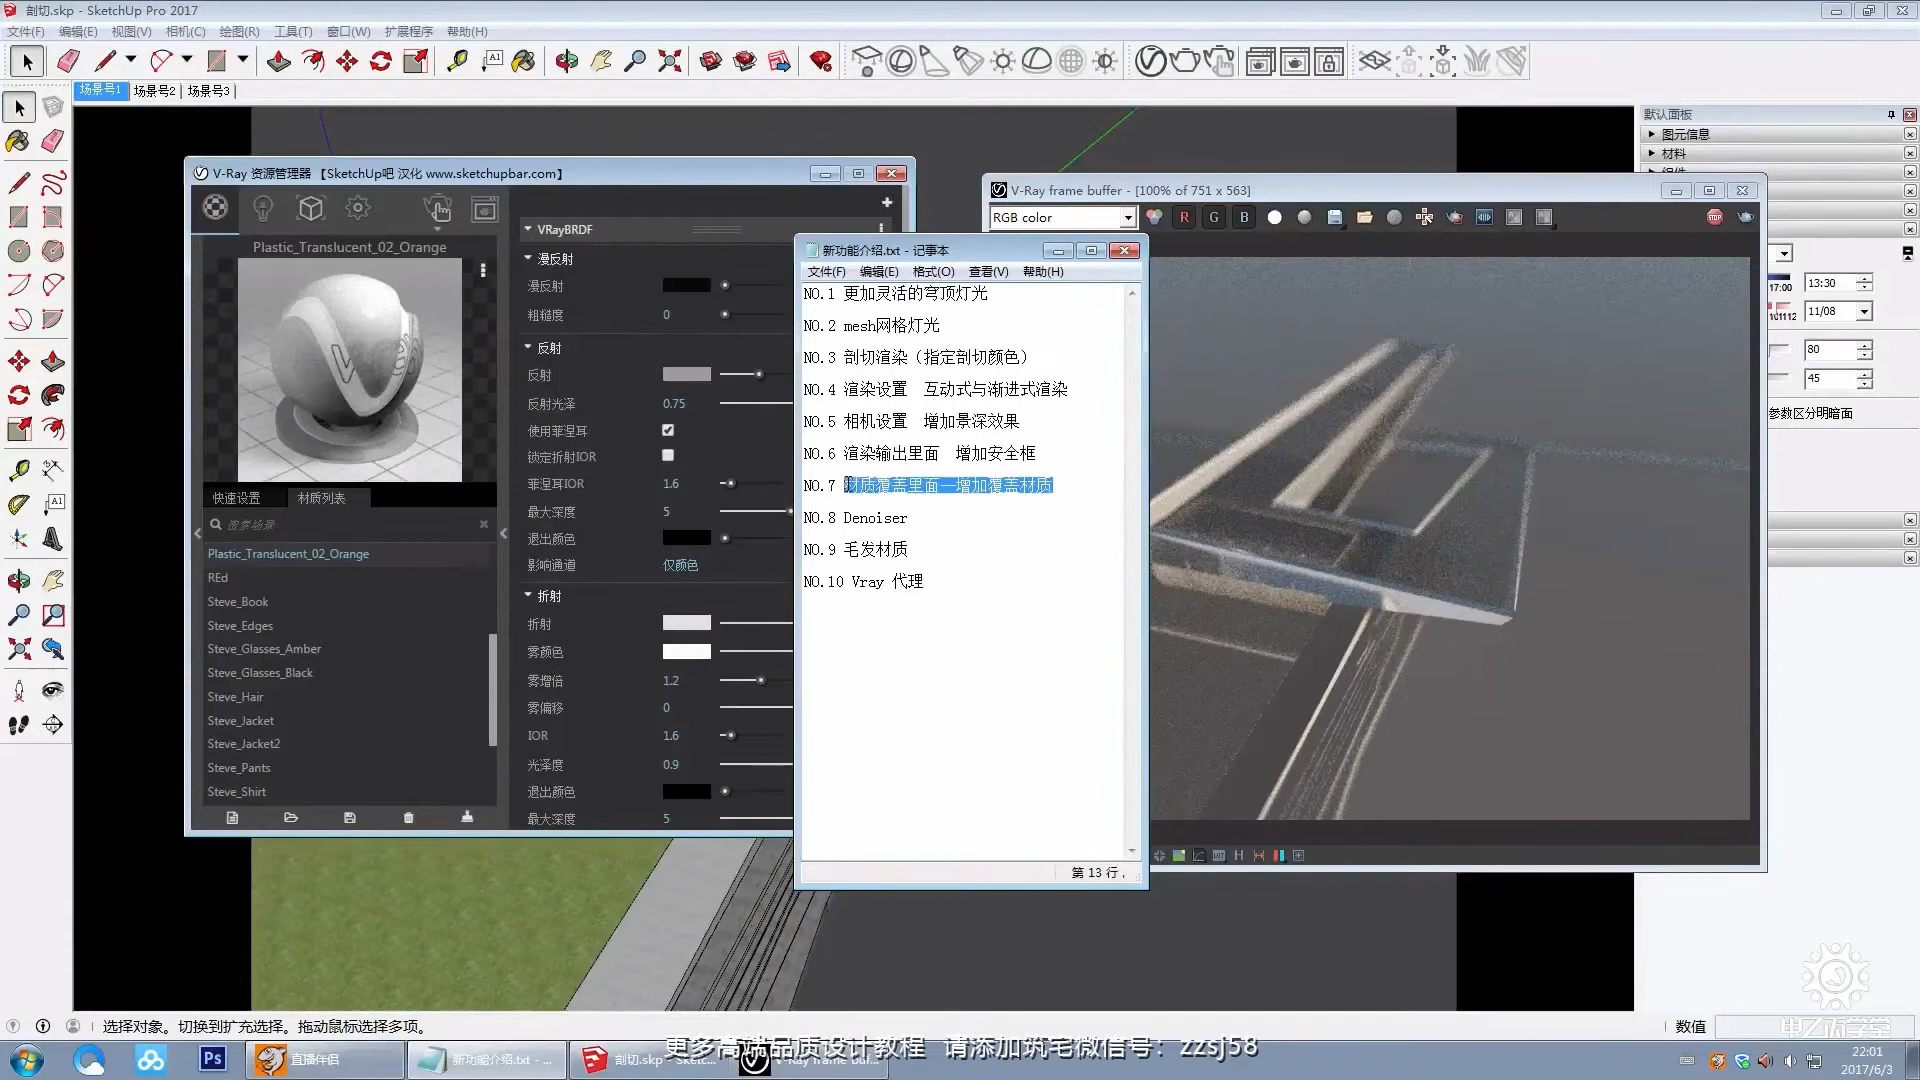 剖切.skp - SketchUp Pro 2017
文件(F) 编辑(E) 视图(V) 相机(C) 绘图(R) 工具(T) 窗口(W) 扩展程序 帮助(H)
场景号1 场景号2 场景号3
默认面板
图元信息
材料
V-Ray 资源管理器 【SketchUp吧 汉化 www.sketchupbar.com】
Plastic_Translucent_02_Orange
快速设置 材质列表
搜索场景
Plastic_Translucent_02_Orange
REd
Steve_Book
Steve_Edges
Steve_Glasses_Amber
Steve_Glasses_Black
Steve_Hair
Steve_Jacket
Steve_Jacket2
Steve_Pants
Steve_Shirt
VRayBRDF
漫反射
漫反射
粗糙度 0
反射
反射
反射光泽 0.75
使用菲涅耳
锁定折射IOR
菲涅耳IOR 1.6
最大深度 5
退出颜色
影响通道 仅颜色
折射
折射
雾颜色
雾增倍 1.2
雾偏移 0
IOR 1.6
光泽度 0.9
退出颜色
最大深度 5
新功能介绍.txt - 记事本
文件(F) 编辑(E) 格式(O) 查看(V) 帮助(H)
NO.1 更加灵活的穹顶灯光
NO.2 mesh网格灯光
NO.3 剖切渲染（指定剖切颜色）
NO.4 渲染设置 互动式与渐进式渲染
NO.5 相机设置 增加景深效果
NO.6 渲染输出里面 增加安全框
NO.7 材质覆盖里面一增加覆盖材质
NO.8 Denoiser
NO.9 毛发材质
NO.10 Vray 代理
第 13 行，
V-Ray frame buffer - [100% of 751 x 563]
RGB color
R G B
STOP
17:00 13:30
11/08
80
45
参数区分明暗面
选择对象。切换到扩充选择。拖动鼠标选择多项。
数值
更多高端品质设计教程 请添加筑宅微信号：zzsj58
Ps
直播伴侣
新功能介绍.txt - ...
剖切.skp - Sketc...
V-Ray frame buf...
22:01
2017/6/3